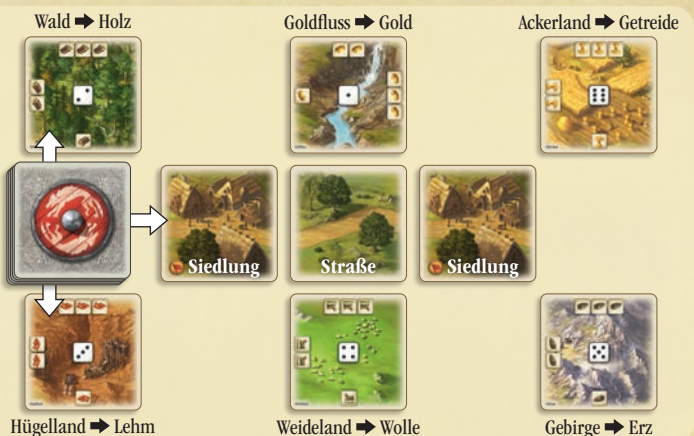 Wald ➡ Holz
Goldfluss ➡ Gold
Ackerland ➡ Getreide
Siedlung
Straße
Siedlung
Hügelland ➡ Lehm
Weideland ➡ Wolle
Gebirge ➡ Erz